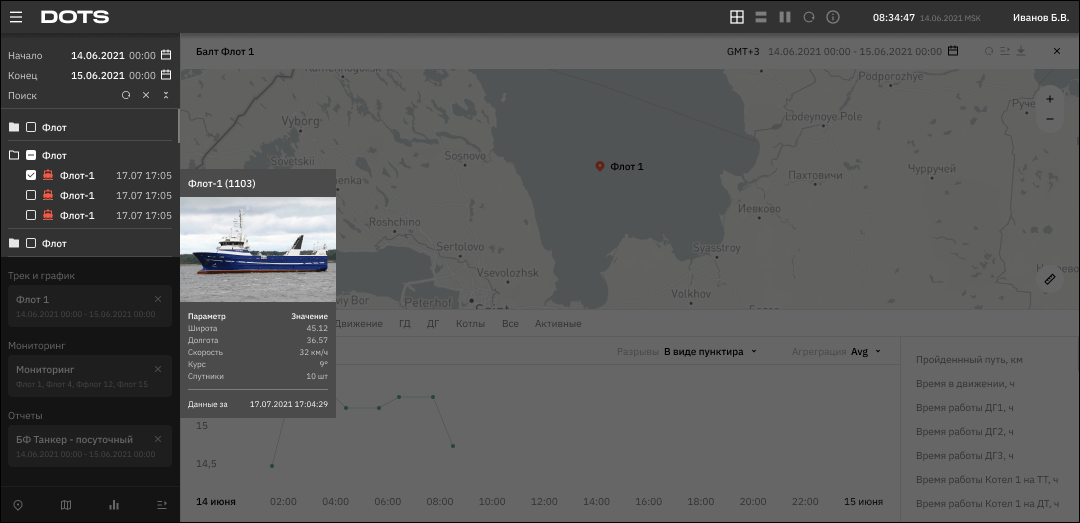 DOTS
08:34:47 14.06.2021 MSK
Иванов Б.В.
Начало 14.06.2021 00:00
Конец 15.06.2021 00:00
Поиск
Флот
Флот
Флот-1 17.07 17:05
Флот-1 17.07 17:05
Флот-1 17.07 17:05
Флот
Трек и график
Флот 1
14.06.2021 00:00 - 15.06.2021 00:00
Мониторинг
Мониторинг
Флот 1, Флот 4, Ффлот 12, Флот 15
Отчеты
БФ Танкер - посуточный
14.06.2021 00:00 - 15.06.2021 00:00
Балт Флот 1
GMT+3 14.06.2021 00:00 - 15.06.2021 00:00
Podporozhye
Vyborg
Lodeynoye Pole
Sovetskii
Sosnovo
Флот 1
Пахтовичи
Чурручей
Иевково
Roshchino
Sertolovo
Syasstroy
Vsevolozhsk
Volkhov
Peterhof
Флот-1 (1103)
Параметр Значение
Широта 45.12
Долгота 36.57
Скорость 32 км/ч
Курс 9°
Спутники 10 шт
Данные за 17.07.2021 17:04:29
Движение ГД ДГ Котлы Все Активные
Разрывы В виде пунктира
Агреграция Avg
15
14,5
14 июня 02:00 04:00 06:00 08:00 10:00 12:00 14:00 16:00 18:00 20:00 22:00 15 июня
Пройденнный путь, км
Время в движении, ч
Время работы ДГ1, ч
Время работы ДГ2, ч
Время работы ДГ3, ч
Время работы Котел 1 на ТТ, ч
Время работы Котел 1 на ДТ, ч